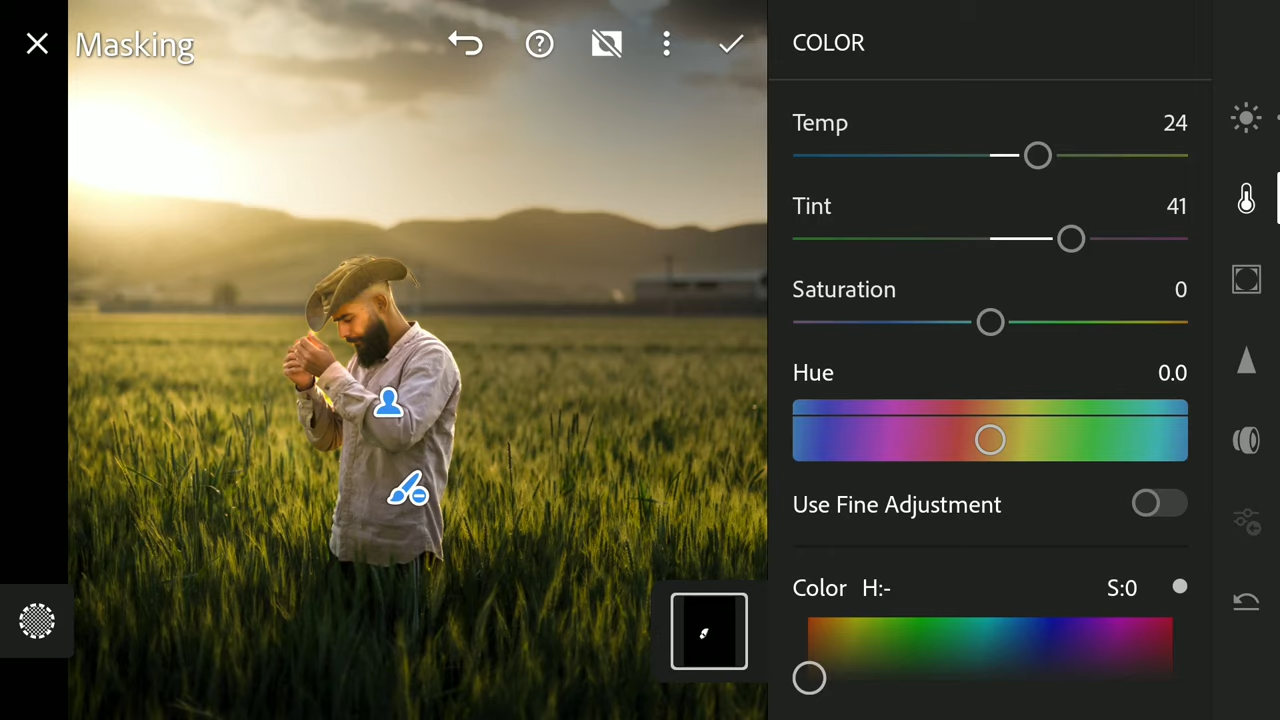 Masking
COLOR
Temp 24
Tint 41
Saturation 0
Hue 0.0
Use Fine Adjustment
Color H:- S:0